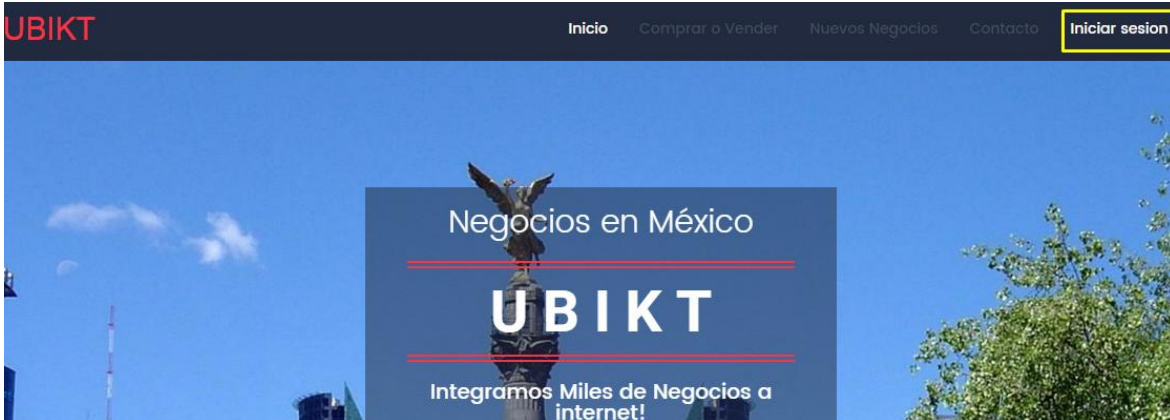 UBIKT
Inicio Comprar o Vender Nuevos Negocios Contacto Iniciar sesion
Negocios en México
UBIKT
Integramos Miles de Negocios a
internet!